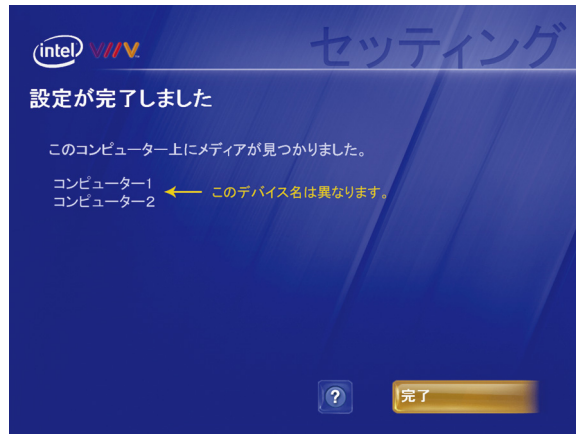 intel VIIV™
セッティング
設定が完了しました
このコンピューター上にメディアが見つかりました。
コンピューター1
コンピューター2
このデバイス名は異なります。
?
完了